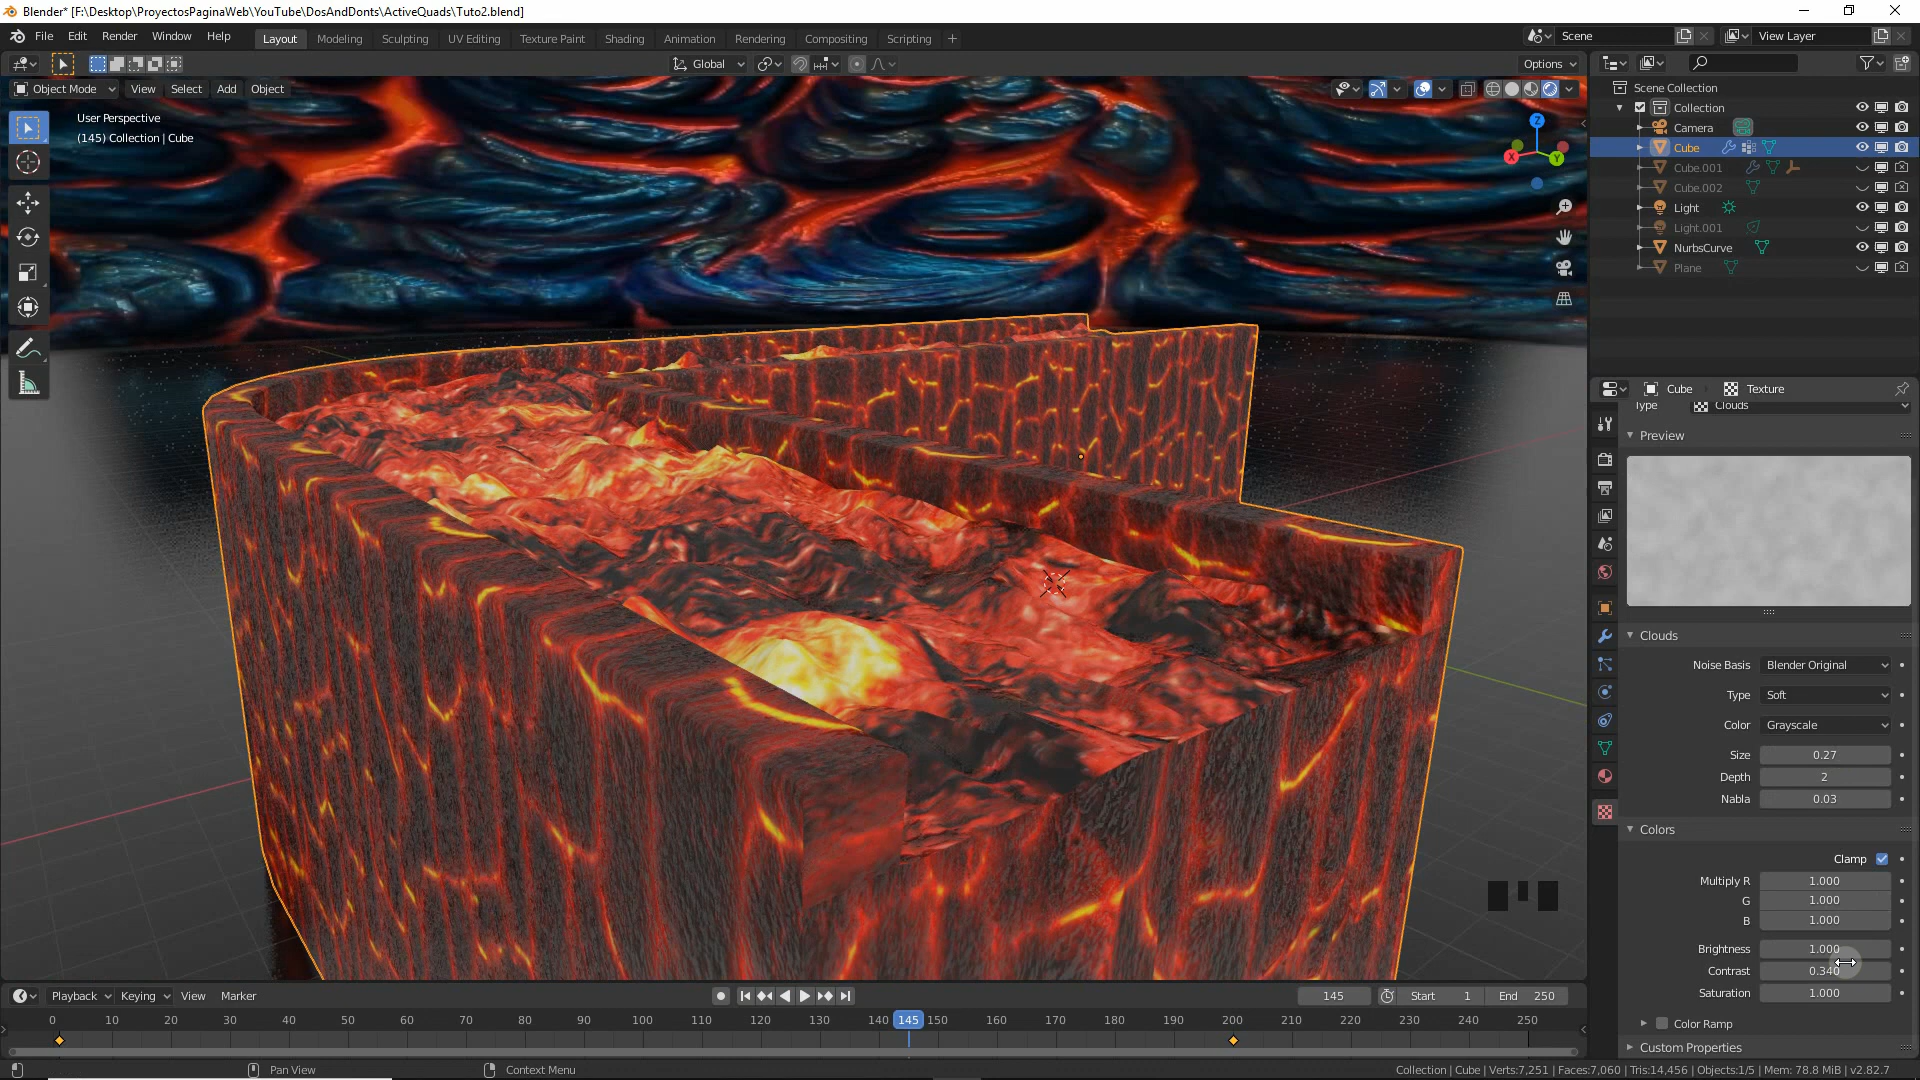 Blender* [F:\Desktop\ProyectosPaginaWeb\YouTube\DosAndDonts\ActiveQuads\Tuto2.blend]
File Edit Render Window Help Layout Modeling Sculpting UV Editing Texture Paint Shading Animation Rendering Compositing Scripting + Scene View Layer
Global Options
Object Mode View Select Add Object
User Perspective
(145) Collection | Cube
Z
X
Y
Scene Collection
Collection
Camera
Cube
Cube.001
Cube.002
Light
Light.001
NurbsCurve
Plane
Cube Texture
Type Clouds
Preview
Clouds
Noise Basis Blender Original
Type Soft
Color Grayscale
Size 0.27
Depth 2
Nabla 0.03
Colors
Clamp
Multiply R 1.000
G 1.000
B 1.000
Brightness 1.000
Contrast 0.340
Saturation 1.000
Color Ramp
Custom Properties
Playback Keying View Marker 145 Start 1 End 250
0 10 20 30 40 50 60 70 80 90 100 110 120 130 140 145 150 160 170 180 190 200 210 220 230 240 250
Pan View Context Menu Collection | Cube | Verts:7,251 | Faces:7,060 | Tris:14,456 | Objects:1/5 | Mem: 78.8 MiB | v2.82.7